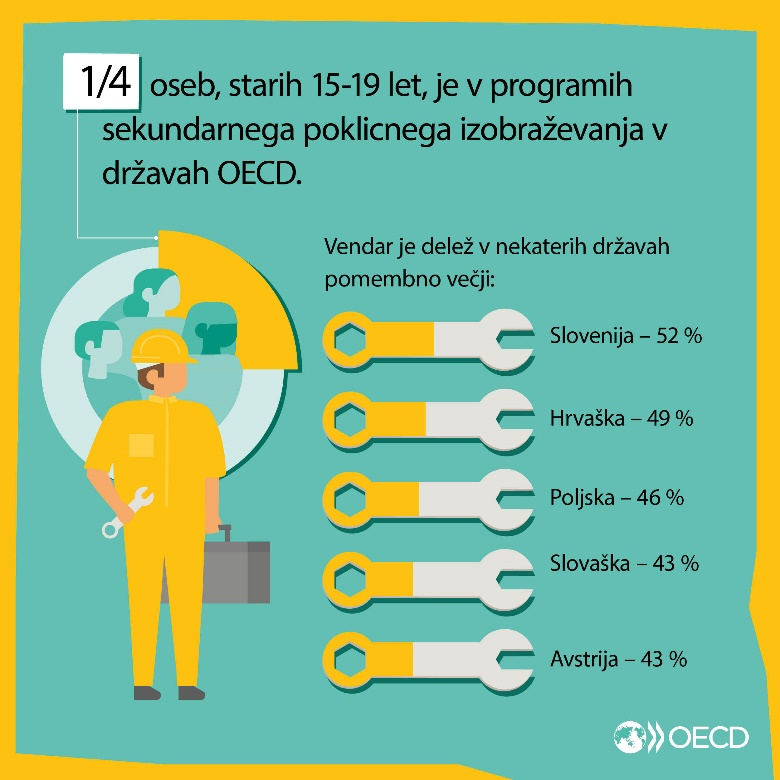 1/4 oseb, starih 15-19 let, je v programih
sekundarnega poklicnega izobraževanja v
državah OECD.
Vendar je delež v nekaterih državah
pomembno večji:
Slovenija – 52 %
Hrvaška – 49 %
Poljska – 46 %
Slovaška – 43 %
Avstrija – 43 %
OECD